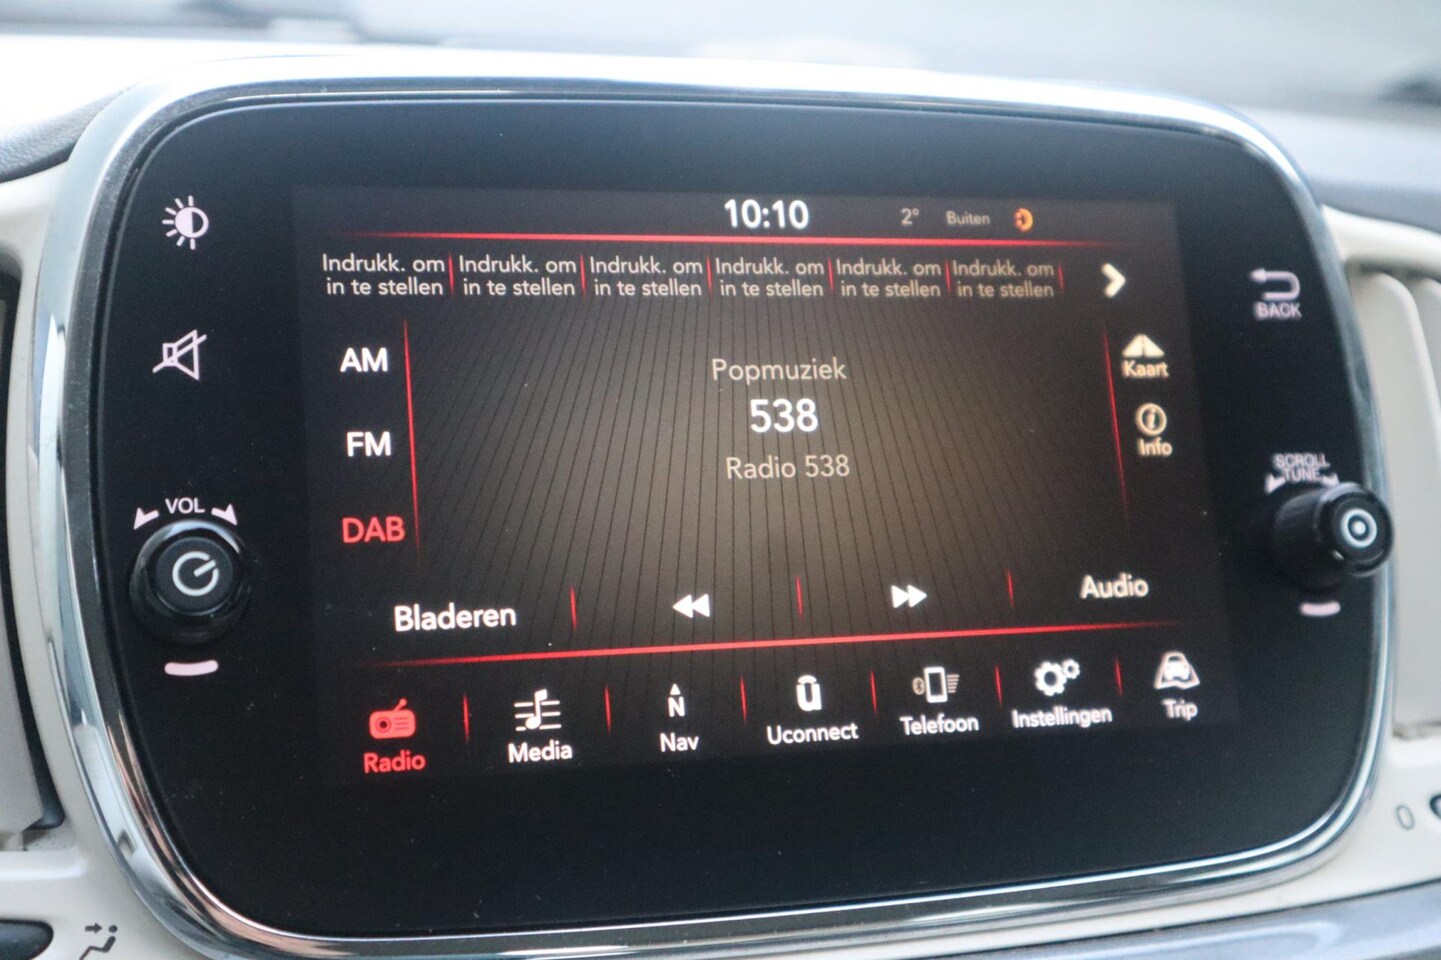 10:10 2° Buiten
Indrukk. om Indrukk. om Indrukk. om Indrukk. om Indrukk. om Indrukk. om
in te stellen in te stellen in te stellen in te stellen in te stellen in te stellen
BACK
AM
Popmuziek
Kaart
538
FM
Info
Radio 538
SCROLL
TUNE
VOL
DAB
Bladeren
Audio
Radio
Media
N
Nav
Uconnect
Telefoon
Instellingen
Trip
0